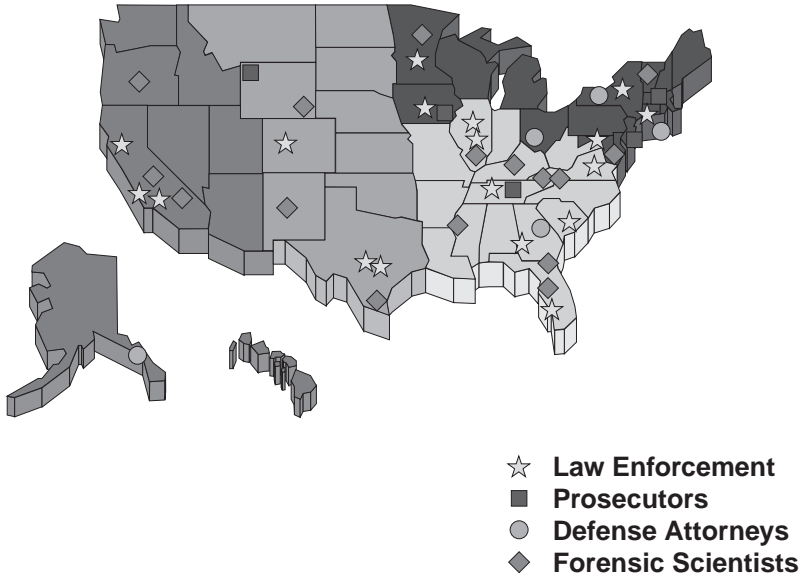 Law Enforcement
Prosecutors
Defense Attorneys
Forensic Scientists